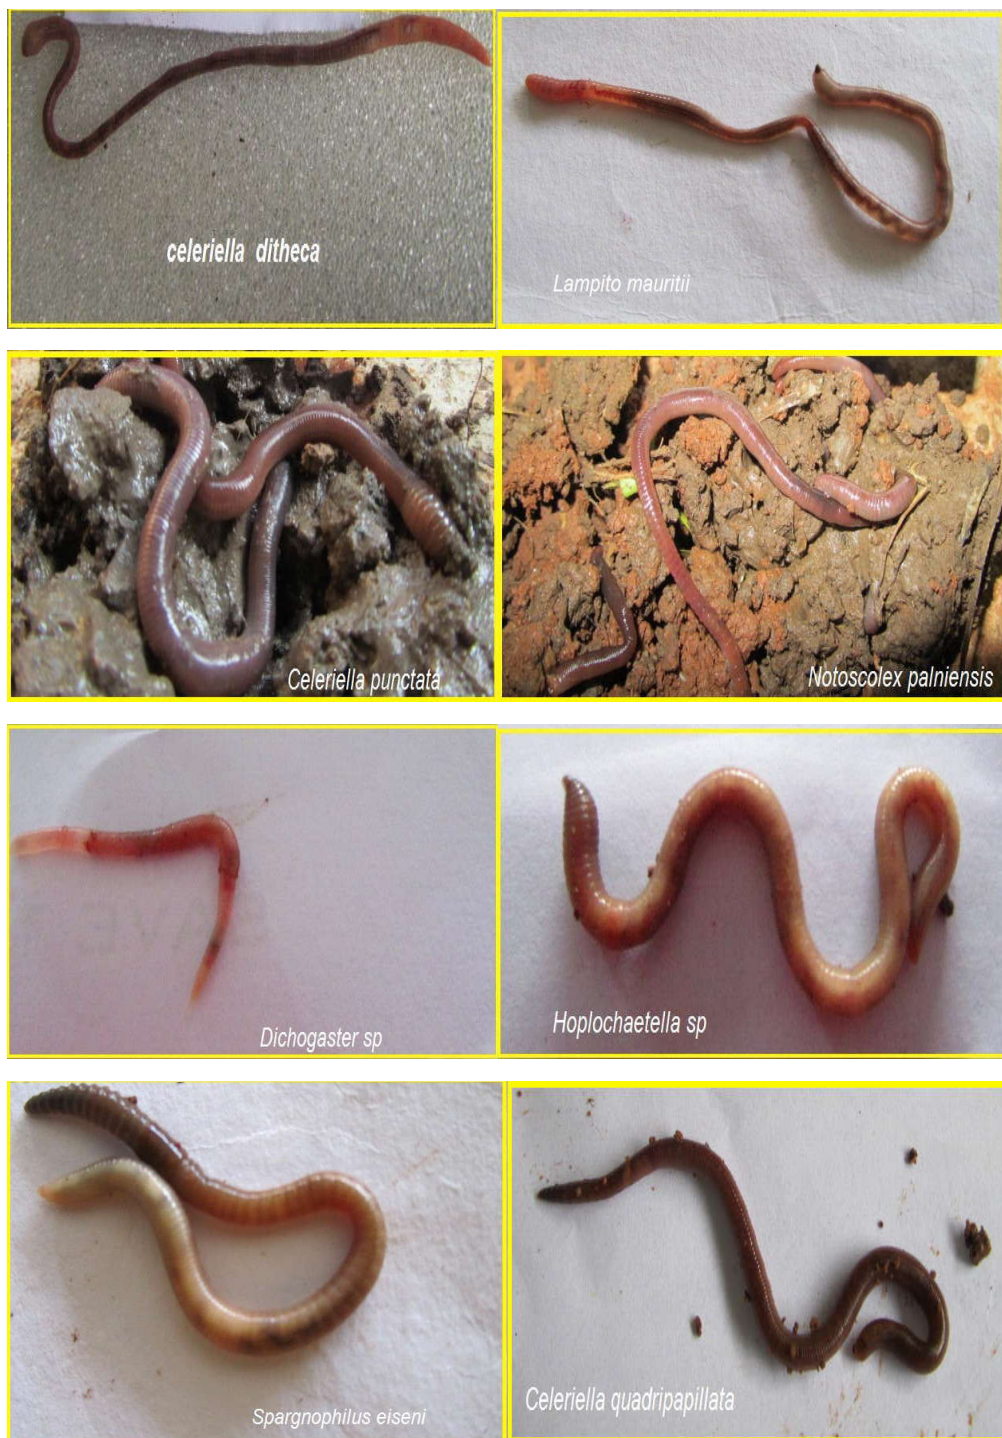 celeriella ditheca
Lampito mauritii
Celeriella punctata
Notoscolex palniensis
Dichogaster sp
Hoplochaetella sp
Spargnophilus eiseni
Celeriella quadripapillata